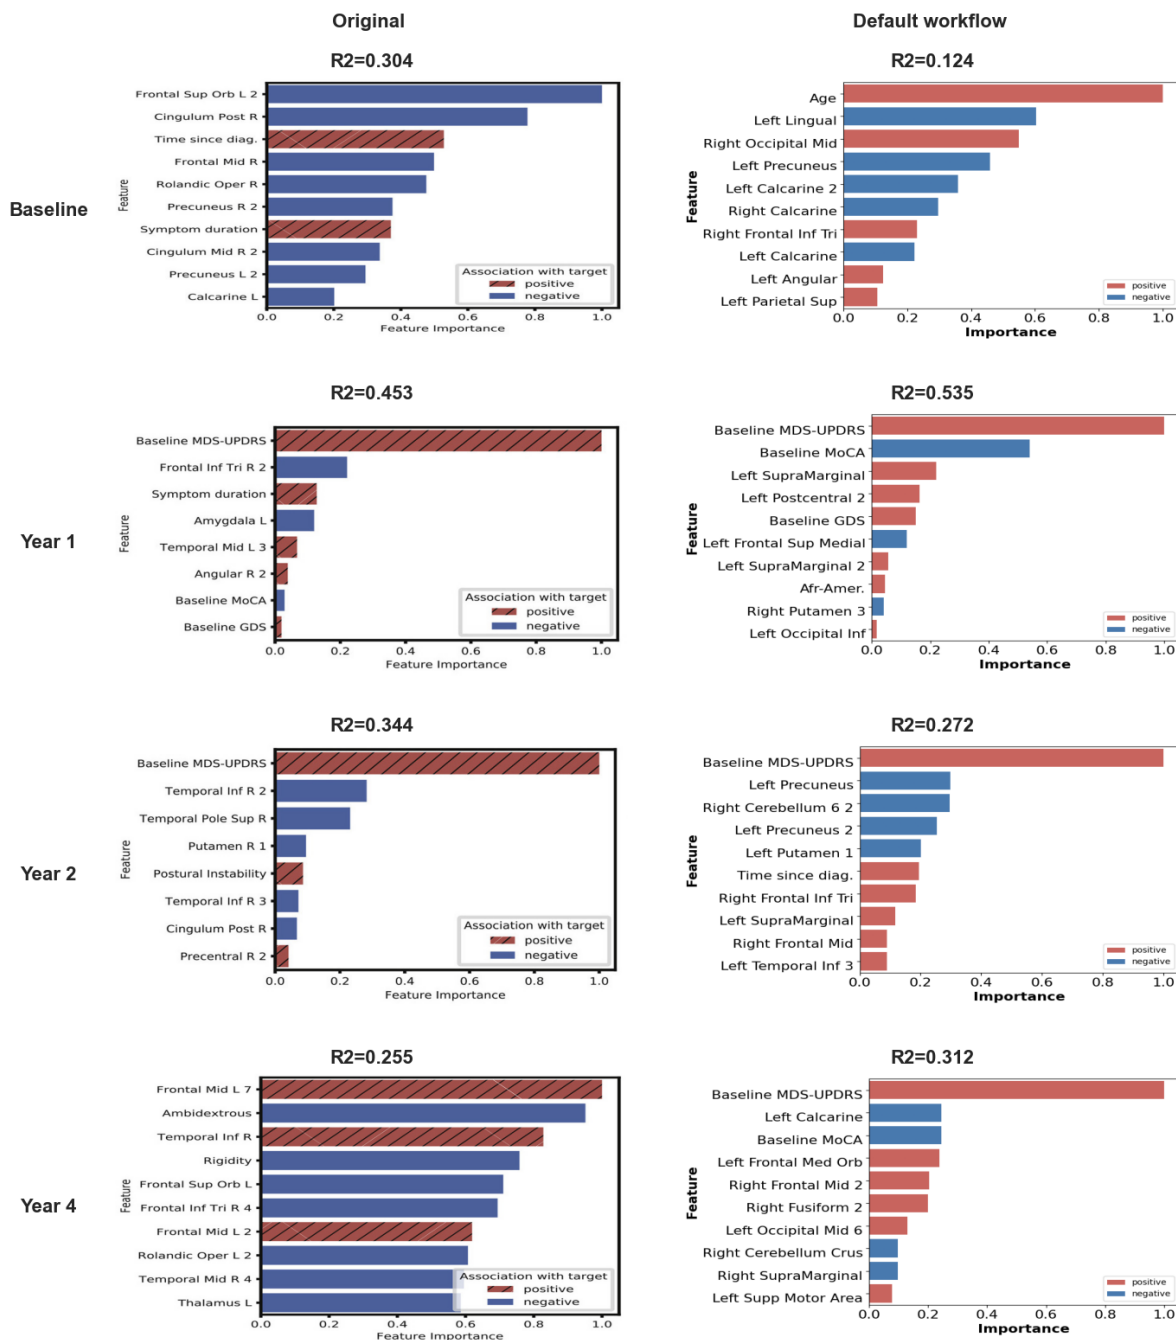 Original
Default workflow
Baseline
R2=0.304
Feature
Frontal Sup Orb L 2
Cingulum Post R
Time since diag.
Frontal Mid R
Rolandic Oper R
Precuneus R 2
Symptom duration
Cingulum Mid R 2
Precuneus L 2
Calcarine L
Association with target
positive
negative
0.0 0.2 0.4 0.6 0.8 1.0
Feature Importance
R2=0.124
Feature
Age
Left Lingual
Right Occipital Mid
Left Precuneus
Left Calcarine 2
Right Calcarine
Right Frontal Inf Tri
Left Calcarine
Left Angular
Left Parietal Sup
positive
negative
0.0 0.2 0.4 0.6 0.8 1.0
Importance
Year 1
R2=0.453
Feature
Baseline MDS-UPDRS
Frontal Inf Tri R 2
Symptom duration
Amygdala L
Temporal Mid L 3
Angular R 2
Baseline MoCA
Baseline GDS
Association with target
positive
negative
0.0 0.2 0.4 0.6 0.8 1.0
Feature Importance
R2=0.535
Feature
Baseline MDS-UPDRS
Baseline MoCA
Left SupraMarginal
Left Postcentral 2
Baseline GDS
Left Frontal Sup Medial
Left SupraMarginal 2
Afr-Amer.
Right Putamen 3
Left Occipital Inf
positive
negative
0.0 0.2 0.4 0.6 0.8 1.0
Importance
Year 2
R2=0.344
Feature
Baseline MDS-UPDRS
Temporal Inf R 2
Temporal Pole Sup R
Putamen R 1
Postural Instability
Temporal Inf R 3
Cingulum Post R
Precentral R 2
Association with target
positive
negative
0.0 0.2 0.4 0.6 0.8 1.0
Feature Importance
R2=0.272
Feature
Baseline MDS-UPDRS
Left Precuneus
Right Cerebellum 6 2
Left Precuneus 2
Left Putamen 1
Time since diag.
Right Frontal Inf Tri
Left SupraMarginal
Right Frontal Mid
Left Temporal Inf 3
positive
negative
0.0 0.2 0.4 0.6 0.8 1.0
Importance
Year 4
R2=0.255
Feature
Frontal Mid L 7
Ambidextrous
Temporal Inf R
Rigidity
Frontal Sup Orb L
Frontal Inf Tri R 4
Frontal Mid L 2
Rolandic Oper L 2
Temporal Mid R 4
Thalamus L
Association with target
positive
negative
0.0 0.2 0.4 0.6 0.8 1.0
Feature Importance
R2=0.312
Feature
Baseline MDS-UPDRS
Left Calcarine
Baseline MoCA
Left Frontal Med Orb
Right Frontal Mid 2
Right Fusiform 2
Left Occipital Mid 6
Right Cerebellum Crus
Right SupraMarginal
Left Supp Motor Area
positive
negative
0.0 0.2 0.4 0.6 0.8 1.0
Importance